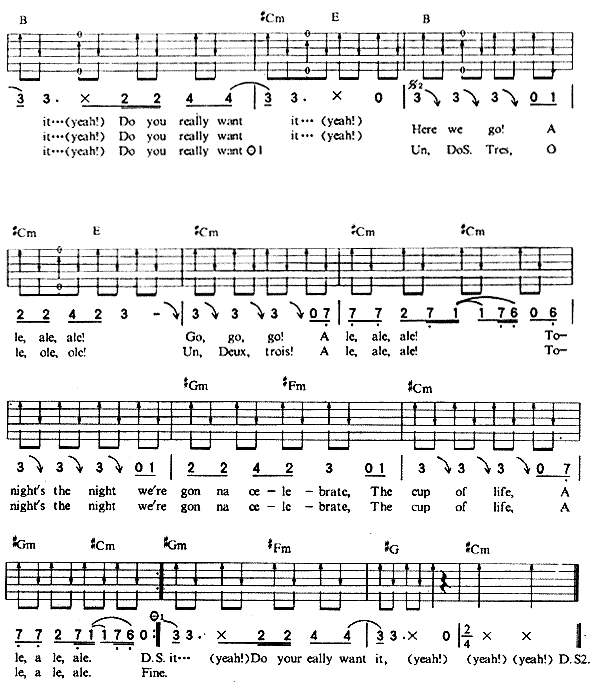 B ♯Cm E B
3 3. × 2 2 4 4 | 3 3. × 0 | 3 3 3 0 1
it…(yeah!) Do you really want it…(yeah!)
it…(yeah!) Do you really want it…(yeah!) Here we go! A
it…(yeah!) Do you really want ⊖1 Un, DoS. Tres, O
♯Cm E ♯Cm ♯Cm ♯Cm
2 2 4 2 3 - | 3 3 3 0 7 | 7 7 2 7 1 1 7 6 0 6
le, ale, ale! Go, go, go! A le, ale, ale! To-
le, ole, ole! Un, Deux, trois! A le, ale, ale! To-
♯Gm ♯Fm ♯Cm
3 3 3 0 1 | 2 2 4 2 3 0 1 | 3 3 3 0 7
night's the night we're gon na ce - le - brate, The cup of life, A
night's the night we're gon na ce - le - brate, The cup of life, A
♯Gm ♯Cm ♯Gm ♯Fm ♯G ♯Cm
7 7 2 7 1 1 7 6 0 : 3 3. × 2 2 4 4 | 3 3. × 0 | 2/4 × ×
le, a le, ale. D.S. it… (yeah!)Do your eally want it, (yeah!) (yeah!) (yeah!) D.S2.
le, a le, ale. Fine.